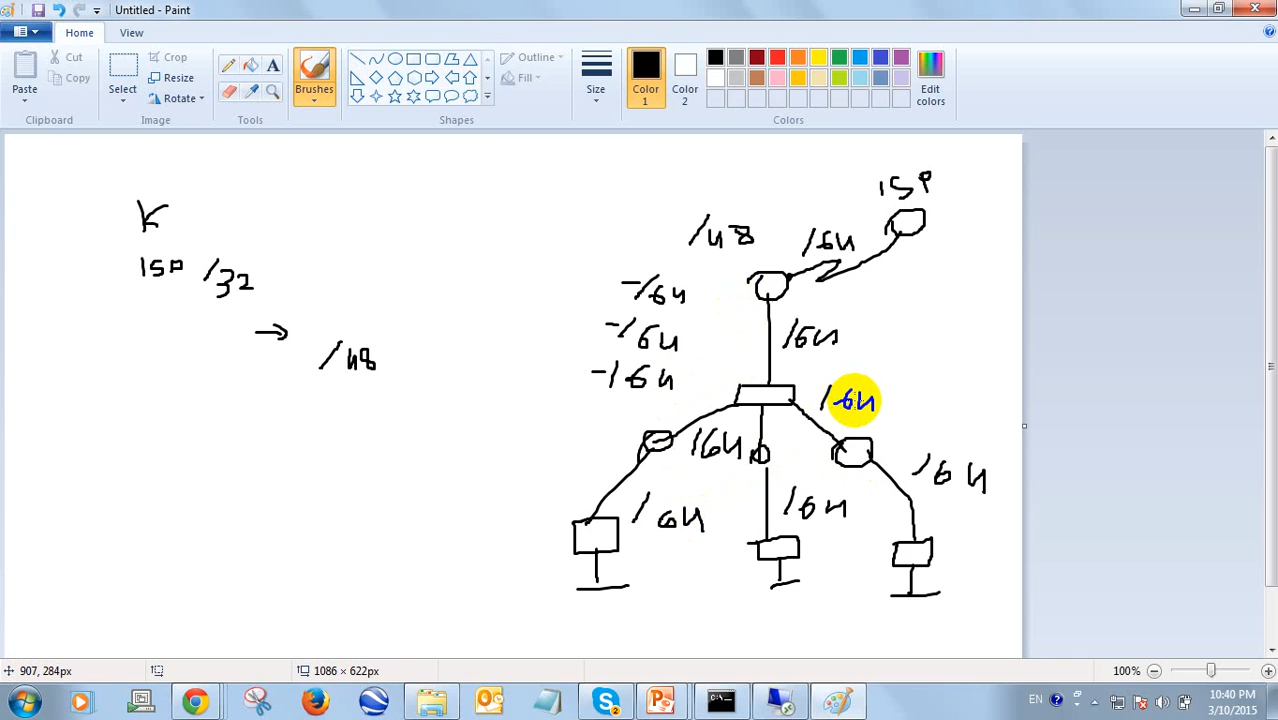 Untitled - Paint
Home
View
Paste
Cut
Copy
Clipboard
Select
Crop
Resize
Rotate
Image
Tools
Brushes
Shapes
Outline
Fill
Size
Color 1
Color 2
Edit colors
Colors
K
ISP /32
→
/48
ISP
/48
/64
-/64
-/64
-/64
/64
/64
/64
/64
/64
/64
907, 284px
1086 × 622px
100%
EN
10:40 PM
3/10/2015